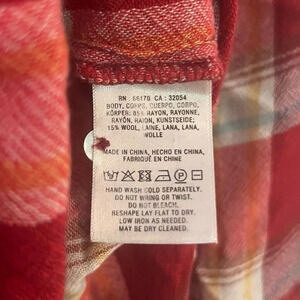 RN : 66170 CA : 32054
BODY, CORPS, CUERPO, CORPO,
KÖRPER: 85% RAYON, RAYONNE,
RAYÓN, RAION, KUNSTSEIDE;
15% WOOL, LAINE, LANA, LANA,
WOLLE
MADE IN CHINA, HECHO EN CHINA,
FABRIQUÉ EN CHINE
HAND WASH COLD SEPARATELY.
DO NOT WRING OR TWIST.
DO NOT BLEACH.
RESHAPE LAY FLAT TO DRY.
LOW IRON AS NEEDED.
MAY BE DRY CLEANED.